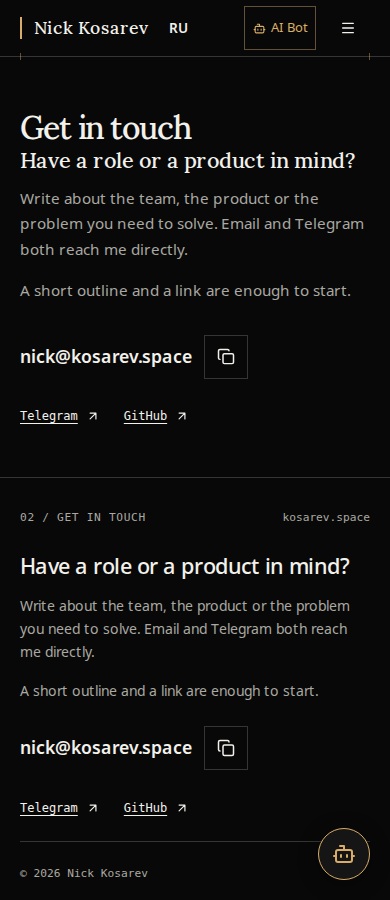 Nick Kosarev RU AI Bot
Get in touch
Have a role or a product in mind?
Write about the team, the product or the
problem you need to solve. Email and Telegram
both reach me directly.
A short outline and a link are enough to start.
nick@kosarev.space
Telegram GitHub
02 / GET IN TOUCH kosarev.space
Have a role or a product in mind?
Write about the team, the product or the problem
you need to solve. Email and Telegram both reach
me directly.
A short outline and a link are enough to start.
nick@kosarev.space
Telegram GitHub
© 2026 Nick Kosarev